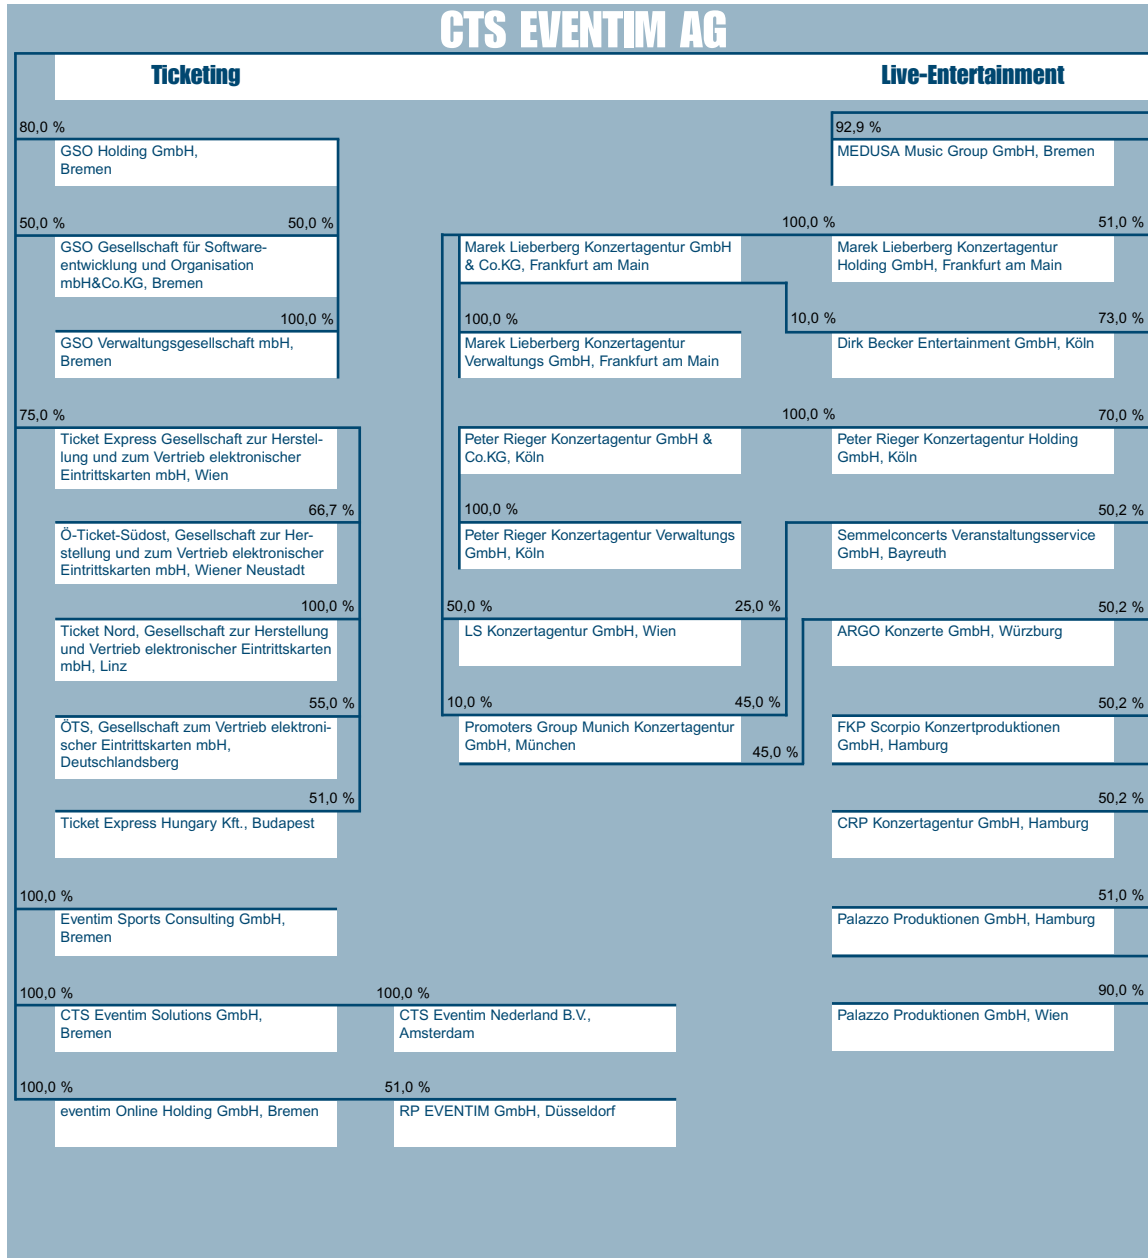 CTS EVENTIM AG
Ticketing
Live-Entertainment
80,0 %
GSO Holding GmbH,
Bremen
50,0 %
50,0 %
GSO Gesellschaft für Software-
entwicklung und Organisation
mbH&Co.KG, Bremen
100,0 %
GSO Verwaltungsgesellschaft mbH,
Bremen
75,0 %
Ticket Express Gesellschaft zur Herstel-
lung und zum Vertrieb elektronischer
Eintrittskarten mbH, Wien
66,7 %
Ö-Ticket-Südost, Gesellschaft zur Her-
stellung und zum Vertrieb elektronischer
Eintrittskarten mbH, Wiener Neustadt
100,0 %
Ticket Nord, Gesellschaft zur Herstellung
und Vertrieb elektronischer Eintrittskarten
mbH, Linz
55,0 %
ÖTS, Gesellschaft zum Vertrieb elektroni-
scher Eintrittskarten mbH,
Deutschlandsberg
51,0 %
Ticket Express Hungary Kft., Budapest
100,0 %
Eventim Sports Consulting GmbH,
Bremen
100,0 %
CTS Eventim Solutions GmbH,
Bremen
100,0 %
CTS Eventim Nederland B.V.,
Amsterdam
100,0 %
eventim Online Holding GmbH, Bremen
51,0 %
RP EVENTIM GmbH, Düsseldorf
Marek Lieberberg Konzertagentur GmbH
& Co.KG, Frankfurt am Main
100,0 %
Marek Lieberberg Konzertagentur
Verwaltungs GmbH, Frankfurt am Main
Peter Rieger Konzertagentur GmbH &
Co.KG, Köln
100,0 %
Peter Rieger Konzertagentur Verwaltungs
GmbH, Köln
50,0 %
25,0 %
LS Konzertagentur GmbH, Wien
10,0 %
45,0 %
Promoters Group Munich Konzertagentur
GmbH, München
45,0 %
92,9 %
MEDUSA Music Group GmbH, Bremen
100,0 %
51,0 %
Marek Lieberberg Konzertagentur
Holding GmbH, Frankfurt am Main
10,0 %
73,0 %
Dirk Becker Entertainment GmbH, Köln
100,0 %
70,0 %
Peter Rieger Konzertagentur Holding
GmbH, Köln
50,2 %
Semmelconcerts Veranstaltungsservice
GmbH, Bayreuth
50,2 %
ARGO Konzerte GmbH, Würzburg
50,2 %
FKP Scorpio Konzertproduktionen
GmbH, Hamburg
50,2 %
CRP Konzertagentur GmbH, Hamburg
51,0 %
Palazzo Produktionen GmbH, Hamburg
90,0 %
Palazzo Produktionen GmbH, Wien